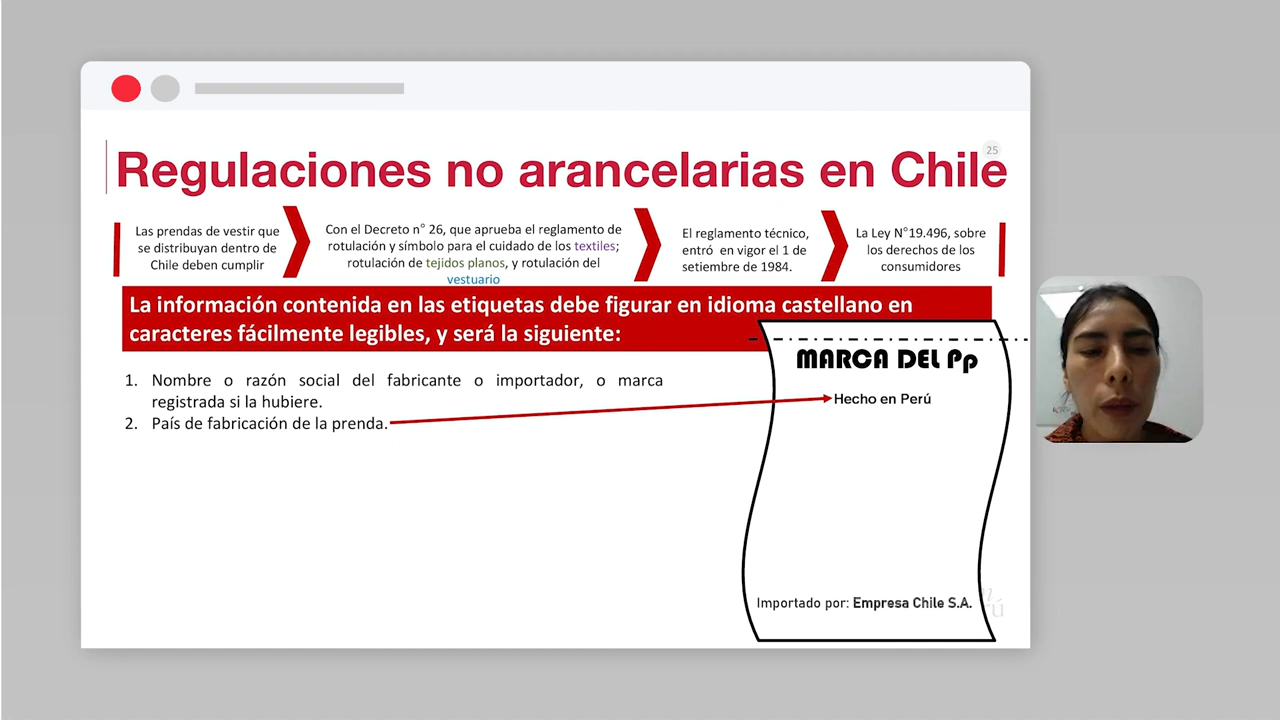 25
Regulaciones no arancelarias en Chile
Las prendas de vestir que
se distribuyan dentro de
Chile deben cumplir
Con el Decreto n° 26, que aprueba el reglamento de
rotulación y símbolo para el cuidado de los textiles;
rotulación de tejidos planos, y rotulación del
vestuario
El reglamento técnico,
entró en vigor el 1 de
setiembre de 1984.
La Ley N°19.496, sobre
los derechos de los
consumidores
La información contenida en las etiquetas debe figurar en idioma castellano en
caracteres fácilmente legibles, y será la siguiente:
1. Nombre o razón social del fabricante o importador, o marca
registrada si la hubiere.
2. País de fabricación de la prenda.
MARCA DEL Pp
Hecho en Perú
Importado por: Empresa Chile S.A.